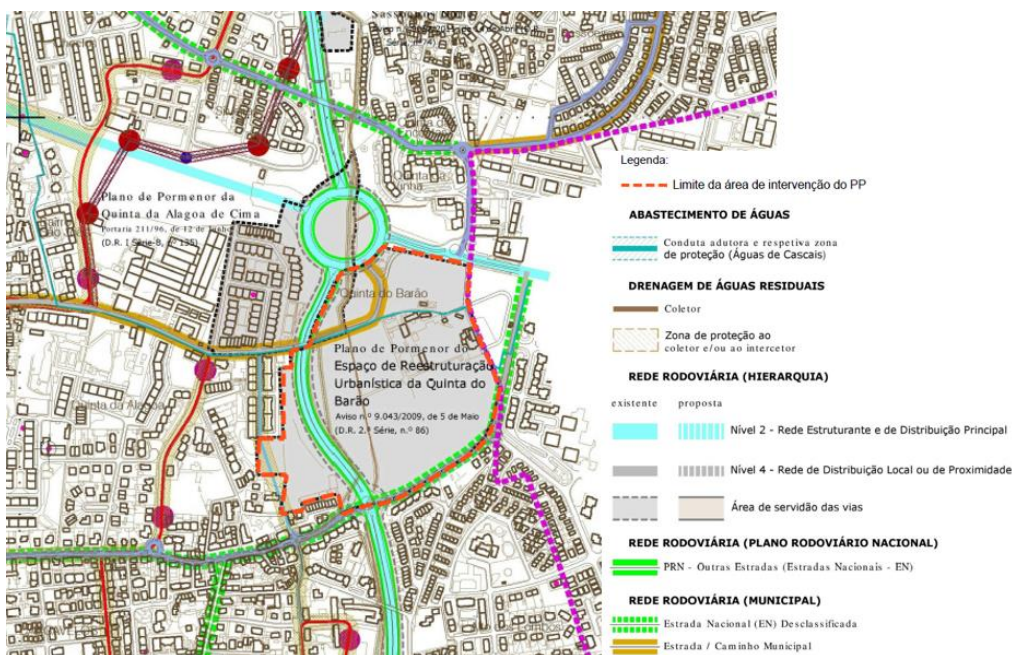 Plano de Pormenor da
Quinta da Alagoa de Cima
Portaria 211/96, de 12 de Junho
(D.R. I Série-B, nº 135)
Quinta do Barão
Plano de Pormenor do
Espaço de Reestruturação
Urbanística da Quinta do
Barão
Aviso n.º 9.043/2009, de 5 de Maio
(D.R. 2.ª Série, n.º 86)
Quinta da Alagoa
Legenda:
Limite da área de intervenção do PP
ABASTECIMENTO DE ÁGUAS
Conduta adutora e respetiva zona
de proteção (Águas de Cascais)
DRENAGEM DE ÁGUAS RESIDUAIS
Coletor
Zona de proteção ao
coletor e/ou ao intercetor
REDE RODOVIÁRIA (HIERARQUIA)
existente proposta
Nível 2 - Rede Estruturante e de Distribuição Principal
Nível 4 - Rede de Distribuição Local ou de Proximidade
Área de servidão das vias
REDE RODOVIÁRIA (PLANO RODOVIÁRIO NACIONAL)
PRN - Outras Estradas (Estradas Nacionais - EN)
REDE RODOVIÁRIA (MUNICIPAL)
Estrada Nacional (EN) Desclassificada
Estrada / Caminho Municipal